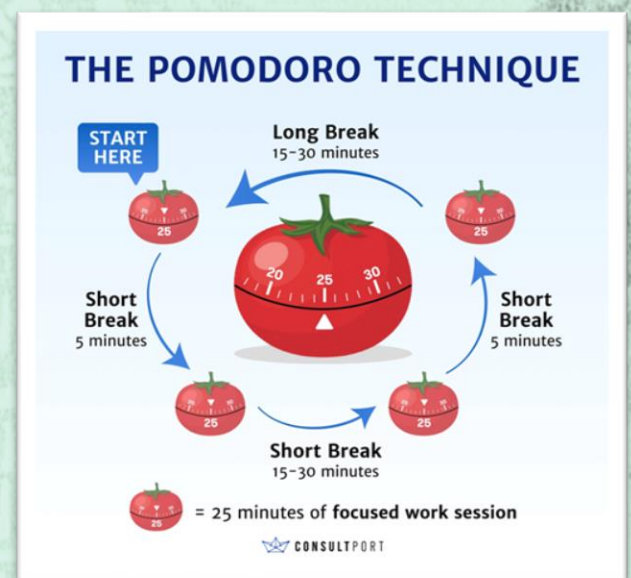 THE POMODORO TECHNIQUE
START
HERE
Long Break
15-30 minutes
25
25
20 25 30
Short
Break
5 minutes
Short
Break
5 minutes
25
25
Short Break
15-30 minutes
25
= 25 minutes of focused work session
CONSULTPORT